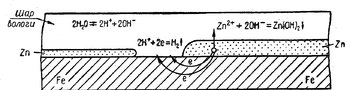 Шар
вологи
2H₂O ⇌ 2H⁺ + 2OH⁻
Zn²⁺ + 2OH⁻ = Zn(OH)₂↓
Zn
2H⁺ + 2e = H₂↑
Zn
e
Fe
e
Fe